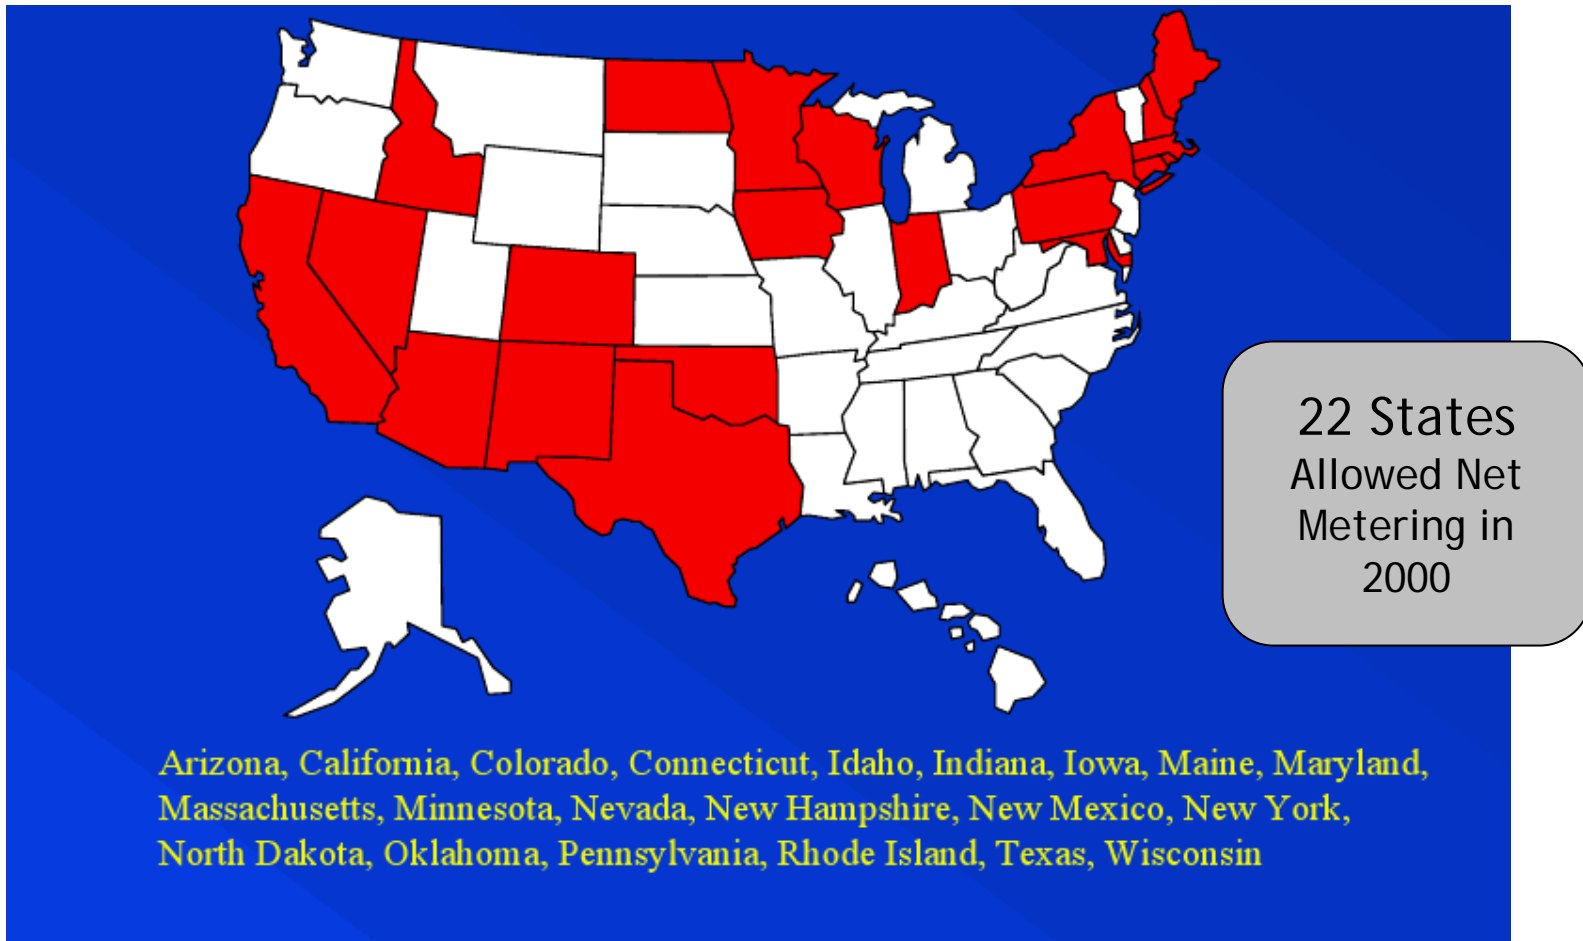 22 States
Allowed Net
Metering in
2000
Arizona, California, Colorado, Connecticut, Idaho, Indiana, Iowa, Maine, Maryland,
Massachusetts, Minnesota, Nevada, New Hampshire, New Mexico, New York,
North Dakota, Oklahoma, Pennsylvania, Rhode Island, Texas, Wisconsin